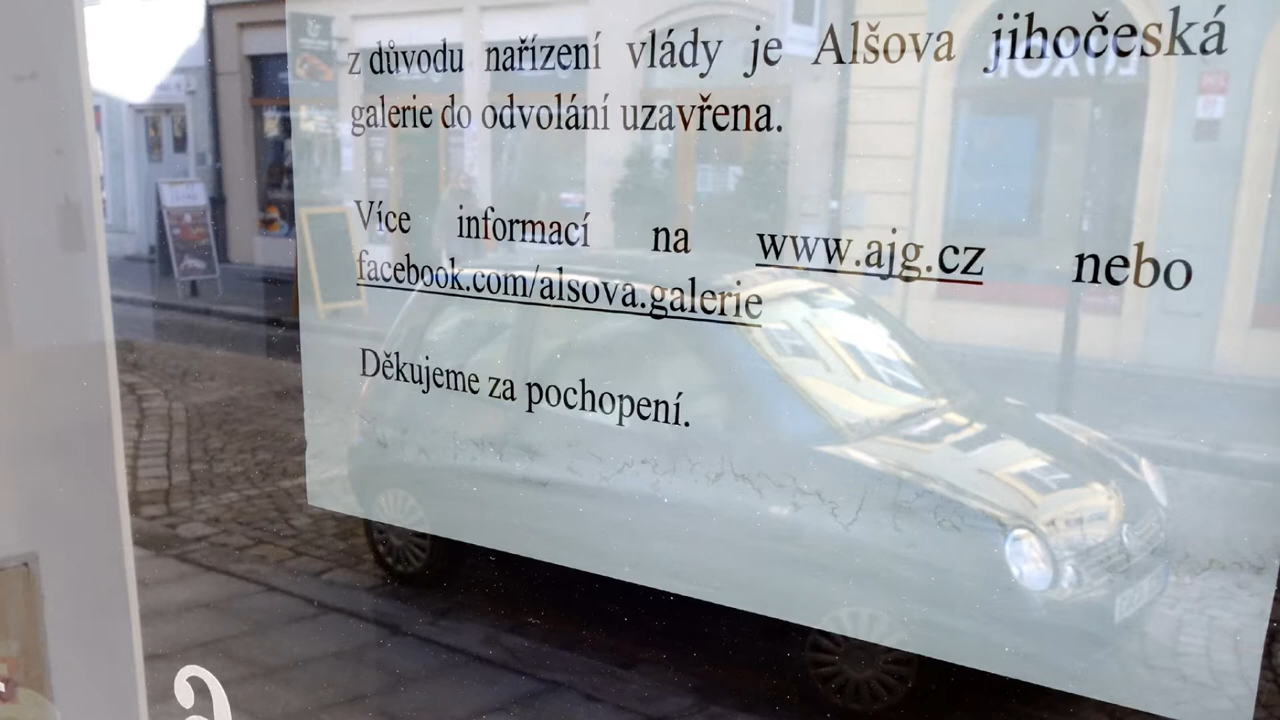 z důvodu nařízení vlády je Alšova jihočeská
galerie do odvolání uzavřena.
Více informací na www.ajg.cz nebo
facebook.com/alsova.galerie
Děkujeme za pochopení.